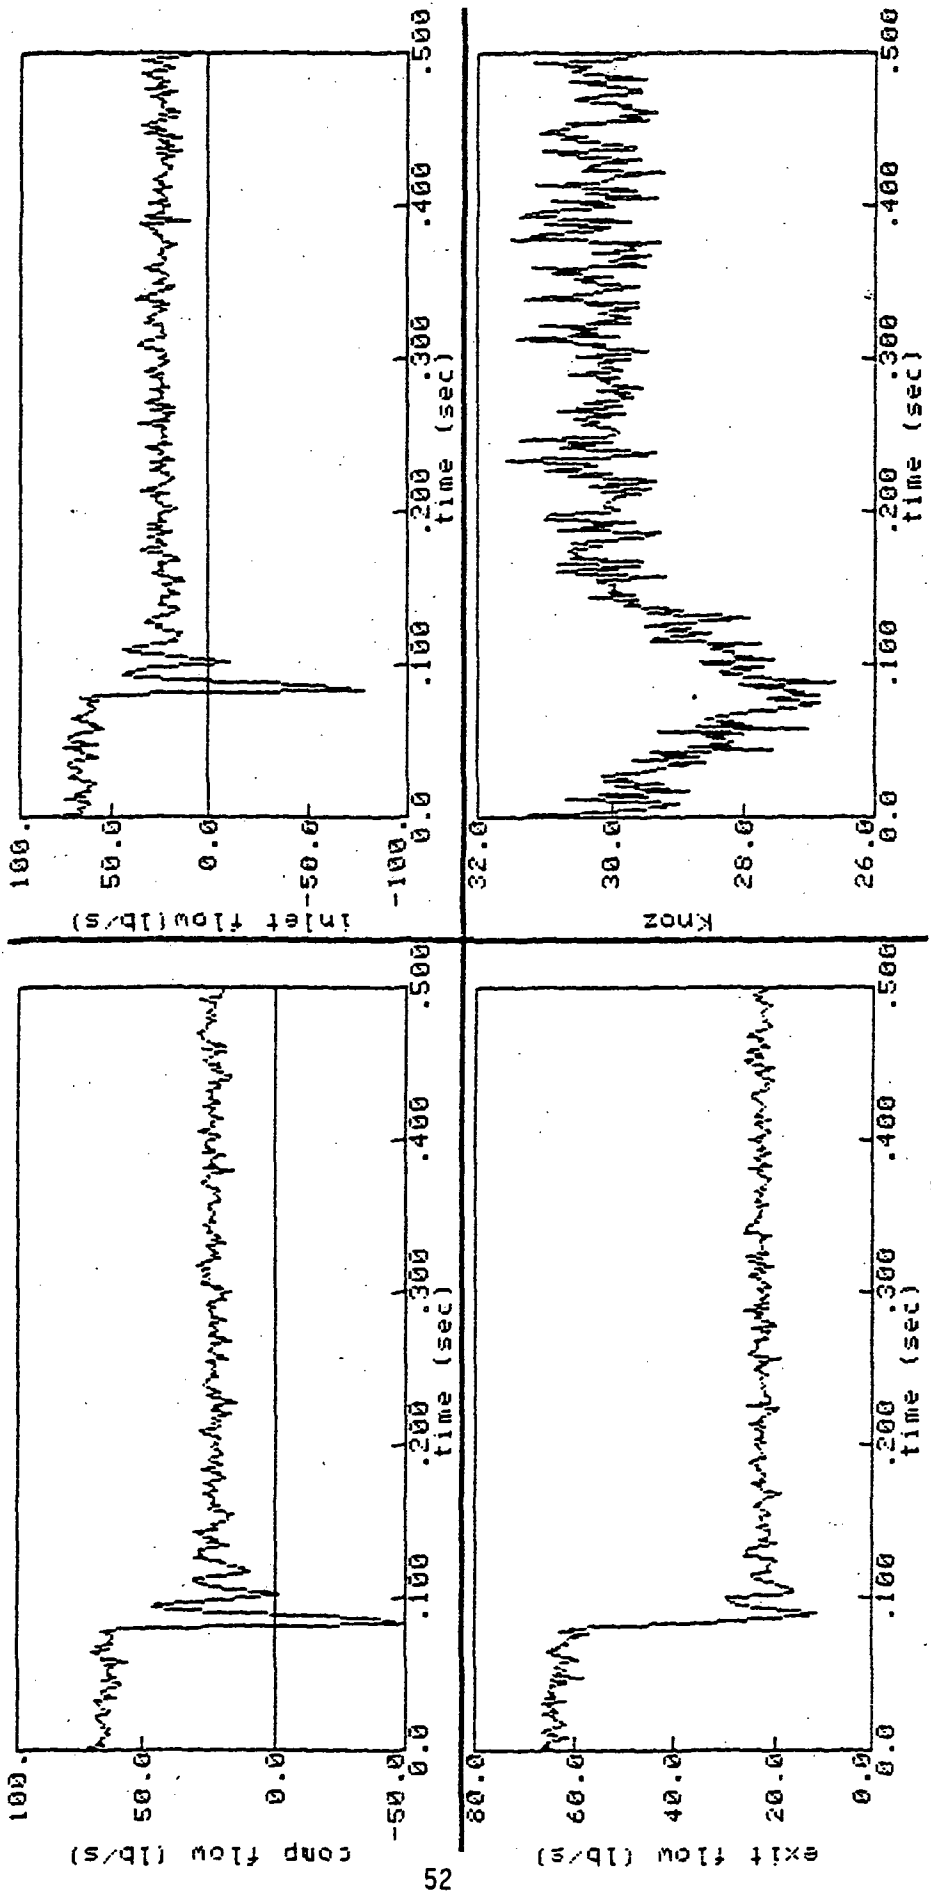 comp flow (lb/s)
100.
50.0
0.0
-50.0
0.0 .100 .200 .300 .400 .500
time (sec)
inlet flow(lb/s)
100.
50.0
0.0
-50.0
-100.
0.0 .100 .200 .300 .400 .500
time (sec)
exit flow (lb/s)
80.0
60.0
40.0
20.0
0.0
0.0 .100 .200 .300 .400 .500
time (sec)
Knoz
32.0
30.0
28.0
26.0
0.0 .100 .200 .300 .400 .500
time (sec)
52